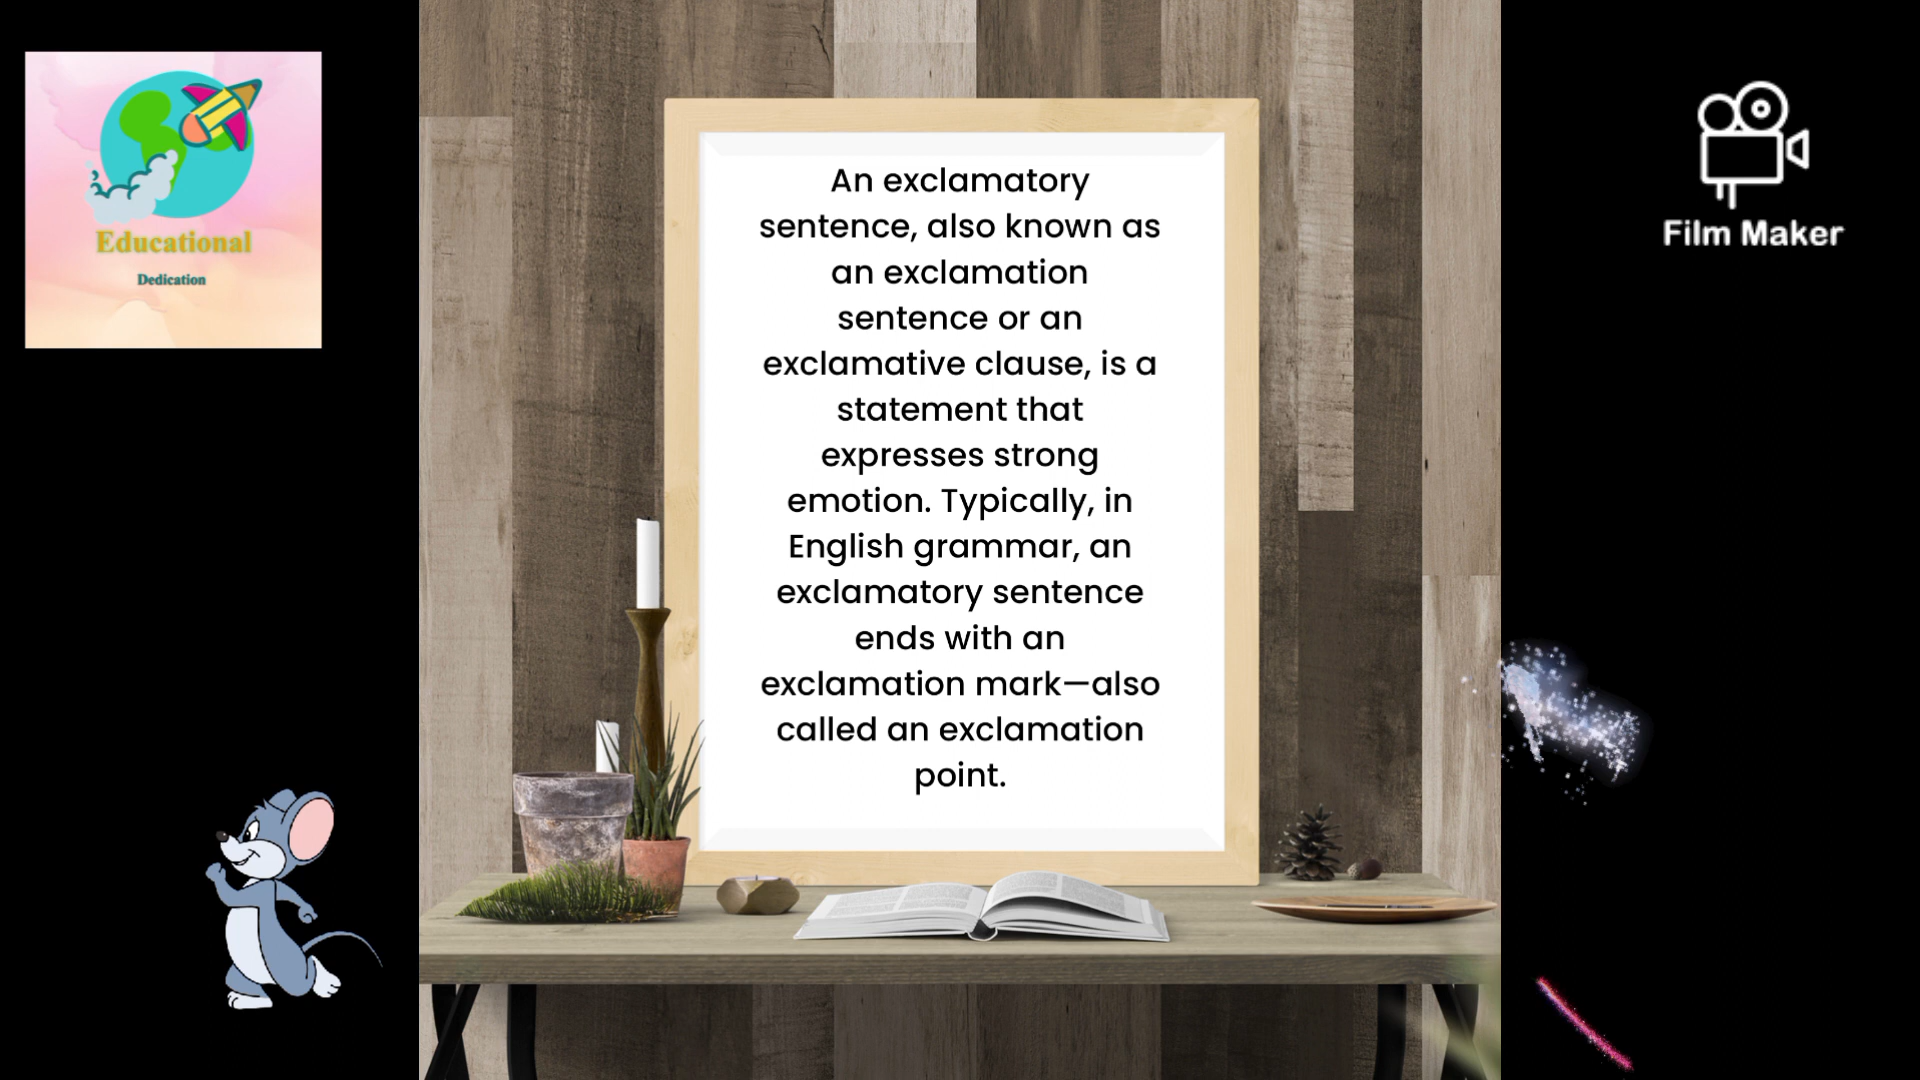 Educational
Dedication
An exclamatory
sentence, also known as
an exclamation
sentence or an
exclamative clause, is a
statement that
expresses strong
emotion. Typically, in
English grammar, an
exclamatory sentence
ends with an
exclamation mark—also
called an exclamation
point.
Film Maker